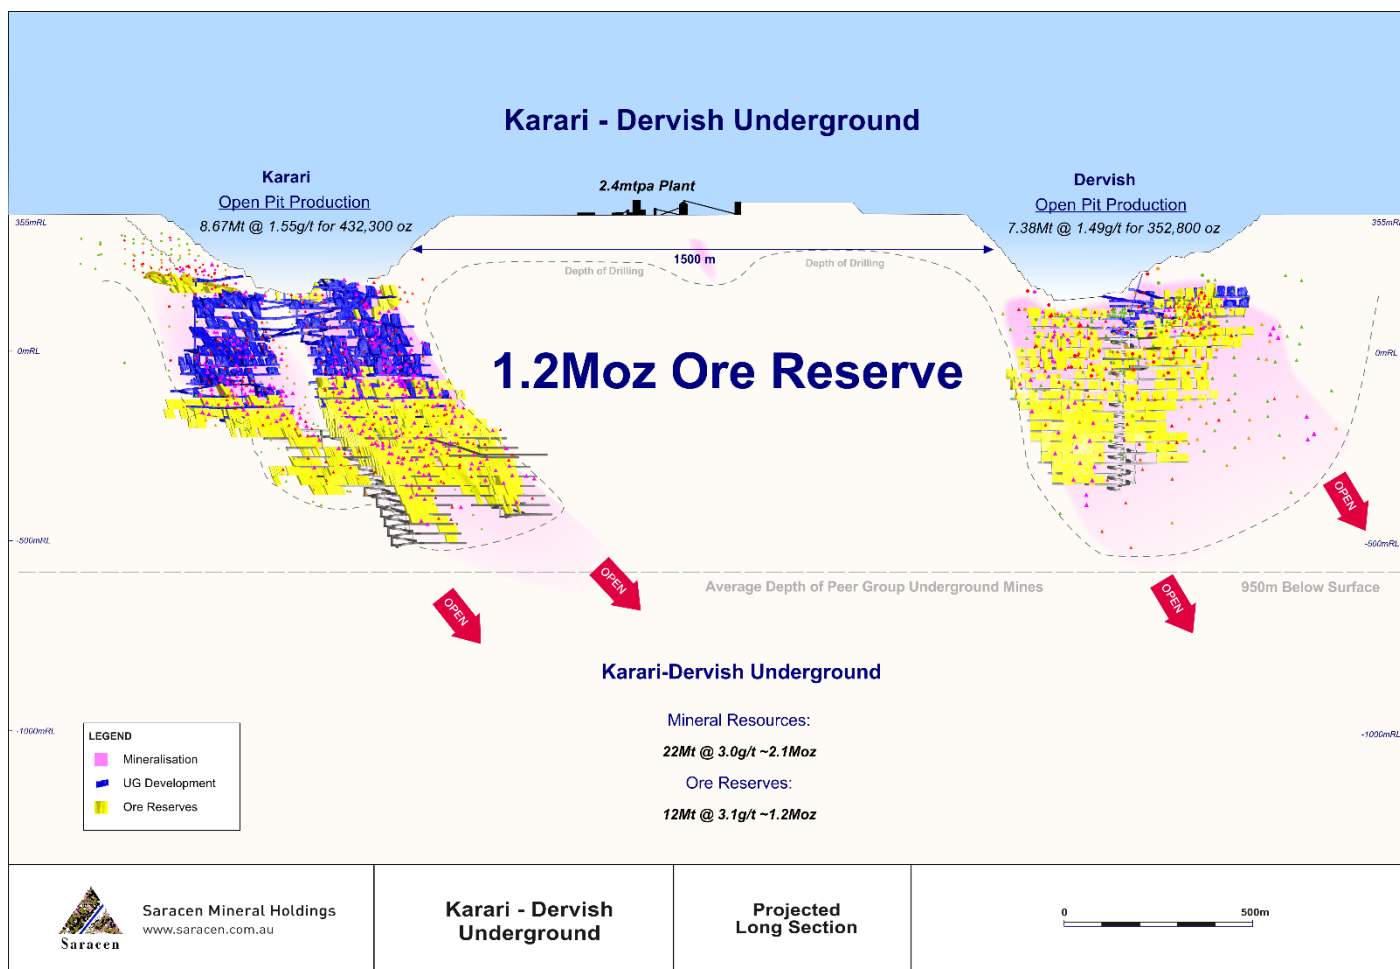 Karari - Dervish Underground
Karari
Open Pit Production
8.67Mt @ 1.55g/t for 432,300 oz
2.4mtpa Plant
Dervish
Open Pit Production
7.38Mt @ 1.49g/t for 352,800 oz
355mRL
355mRL
1500 m
Depth of Drilling
Depth of Drilling
0mRL
0mRL
1.2Moz Ore Reserve
OPEN
-500mRL
-500mRL
Average Depth of Peer Group Underground Mines
950m Below Surface
OPEN
OPEN
OPEN
Karari-Dervish Underground
Mineral Resources:
22Mt @ 3.0g/t ~2.1Moz
Ore Reserves:
12Mt @ 3.1g/t ~1.2Moz
-1000mRL
-1000mRL
LEGEND
Mineralisation
UG Development
Ore Reserves
Saracen
Saracen Mineral Holdings
www.saracen.com.au
Karari - Dervish
Underground
Projected
Long Section
0
500m